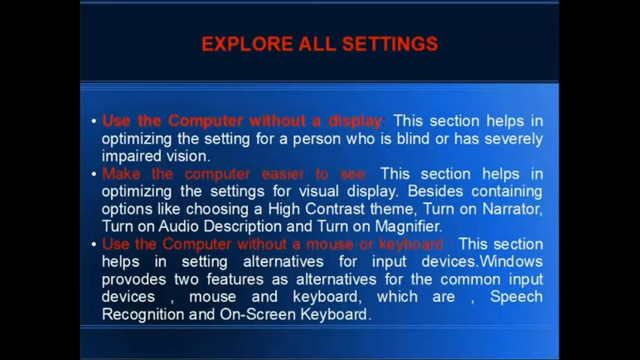 EXPLORE ALL SETTINGS
• Use the Computer without a display: This section helps in
optimizing the setting for a person who is blind or has severely
impaired vision.
• Make the computer easier to see: This section helps in
optimizing the settings for visual display. Besides containing
options like choosing a High Contrast theme, Turn on Narrator,
Turn on Audio Description and Turn on Magnifier.
• Use the Computer without a mouse or keyboard : This section
helps in setting alternatives for input devices.Windows
provodes two features as alternatives for the common input
devices , mouse and keyboard, which are , Speech
Recognition and On-Screen Keyboard.